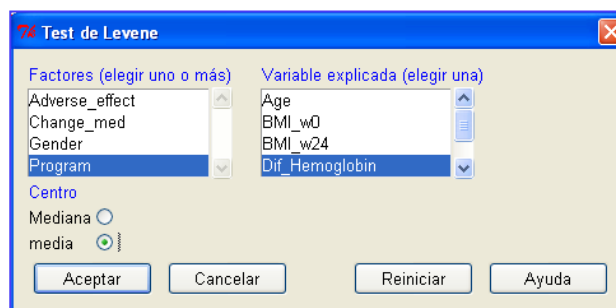 Test de Levene
Factores (elegir uno o más) Variable explicada (elegir una)
Adverse_effect Age
Change_med BMI_w0
Gender BMI_w24
Program Dif_Hemoglobin
Centro
Mediana
media
Aceptar Cancelar Reiniciar Ayuda